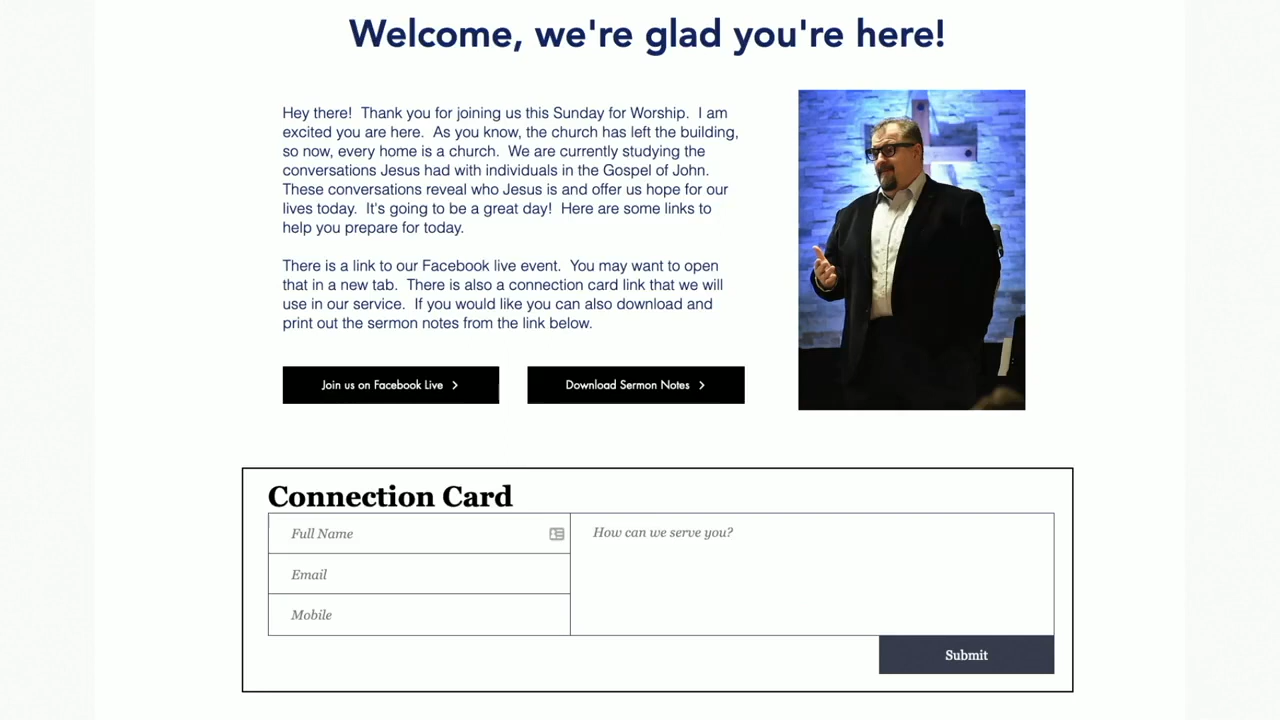 Welcome, we're glad you're here!
Hey there!  Thank you for joining us this Sunday for Worship.  I am
excited you are here.  As you know, the church has left the building,
so now, every home is a church.  We are currently studying the
conversations Jesus had with individuals in the Gospel of John.
These conversations reveal who Jesus is and offer us hope for our
lives today.  It's going to be a great day!  Here are some links to
help you prepare for today.
There is a link to our Facebook live event.  You may want to open
that in a new tab.  There is also a connection card link that we will
use in our service.  If you would like you can also download and
print out the sermon notes from the link below.
Join us on Facebook Live
Download Sermon Notes
Connection Card
Full Name
How can we serve you?
Email
Mobile
Submit